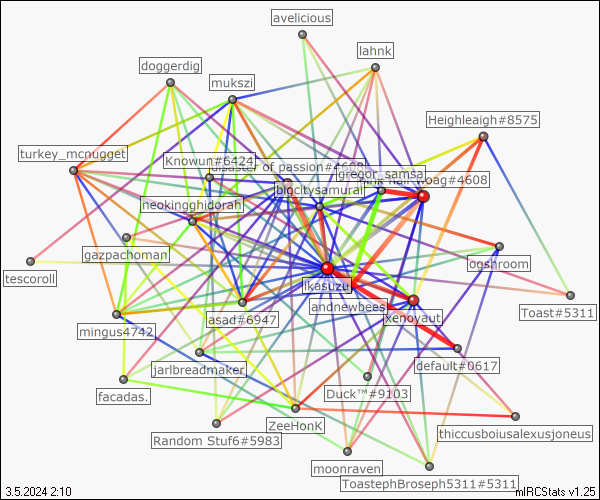 avelicious
lahnk
doggerdig
mukszi
Heighleaigh#8575
turkey_mcnugget
Knowun#6424
disaster of passion#4608
gregor_samsa
woag#4608
bigcitysamurai
neokingghidorah
gazpachoman
ogshroom
tescoroll
ikasuzu
andnewbees
Toast#5311
mingus4742
asad#6947
xenoyaut
jarlbreadmaker
default#0617
facadas.
Duck™#9103
Random Stuf6#5983
ZeeHonK
thiccusboiusalexusjoneus
moonraven
ToastephBroseph5311#5311
3.5.2024 2:10
mIRCStats v1.25